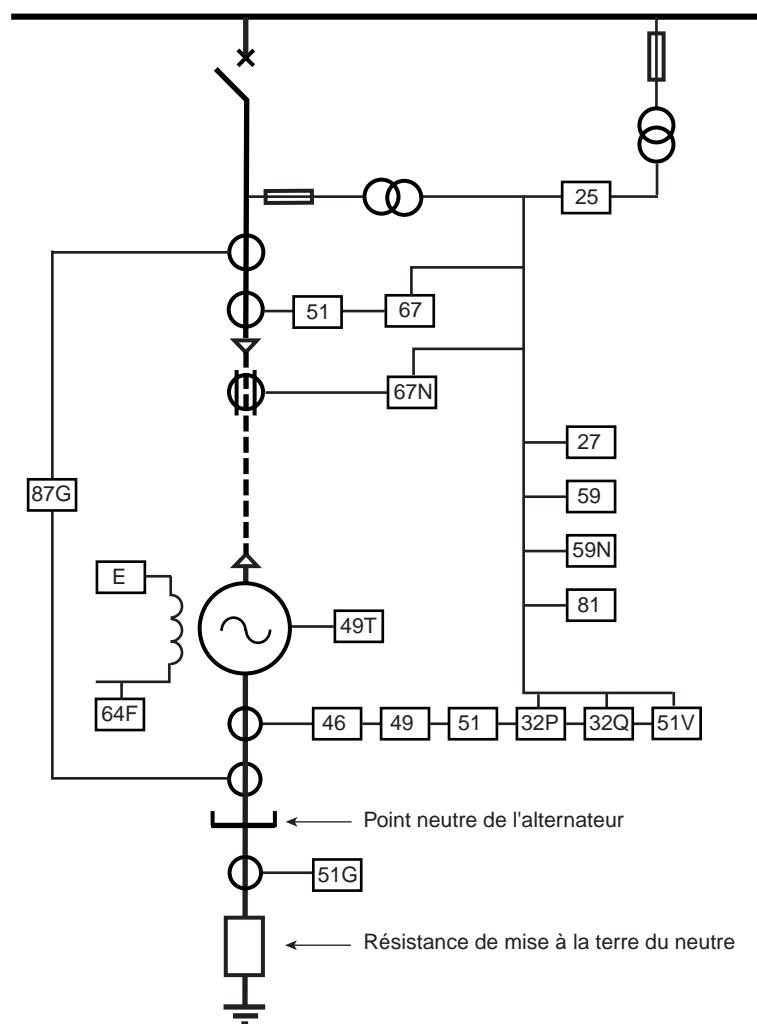 25
51
67
67N
27
87G
59
59N
E
81
49T
64F
46
49
51
32P
32Q
51V
Point neutre de l'alternateur
51G
Résistance de mise à la terre du neutre